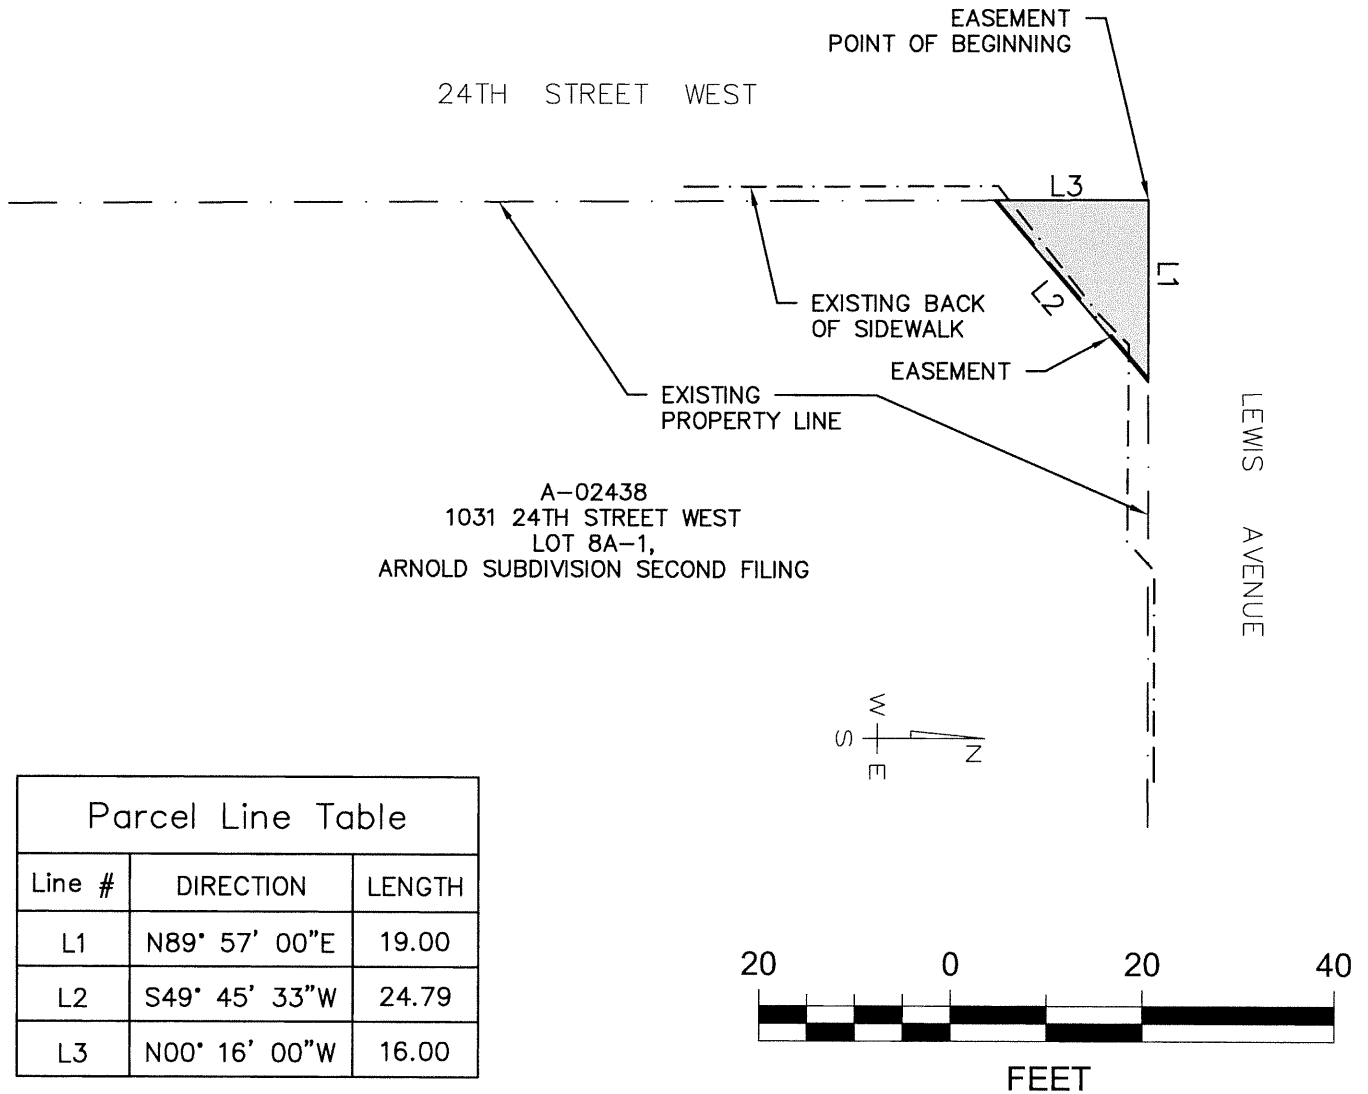 EASEMENT
POINT OF BEGINNING
24TH STREET WEST
L3
L1
L2
EXISTING BACK
OF SIDEWALK
EASEMENT
EXISTING
PROPERTY LINE
LEWIS AVENUE
A-02438
1031 24TH STREET WEST
LOT 8A-1,
ARNOLD SUBDIVISION SECOND FILING
W
S
N
E
Parcel Line Table
Line # DIRECTION LENGTH
L1 N89° 57' 00"E 19.00
L2 S49° 45' 33"W 24.79
L3 N00° 16' 00"W 16.00
20 0 20 40
FEET